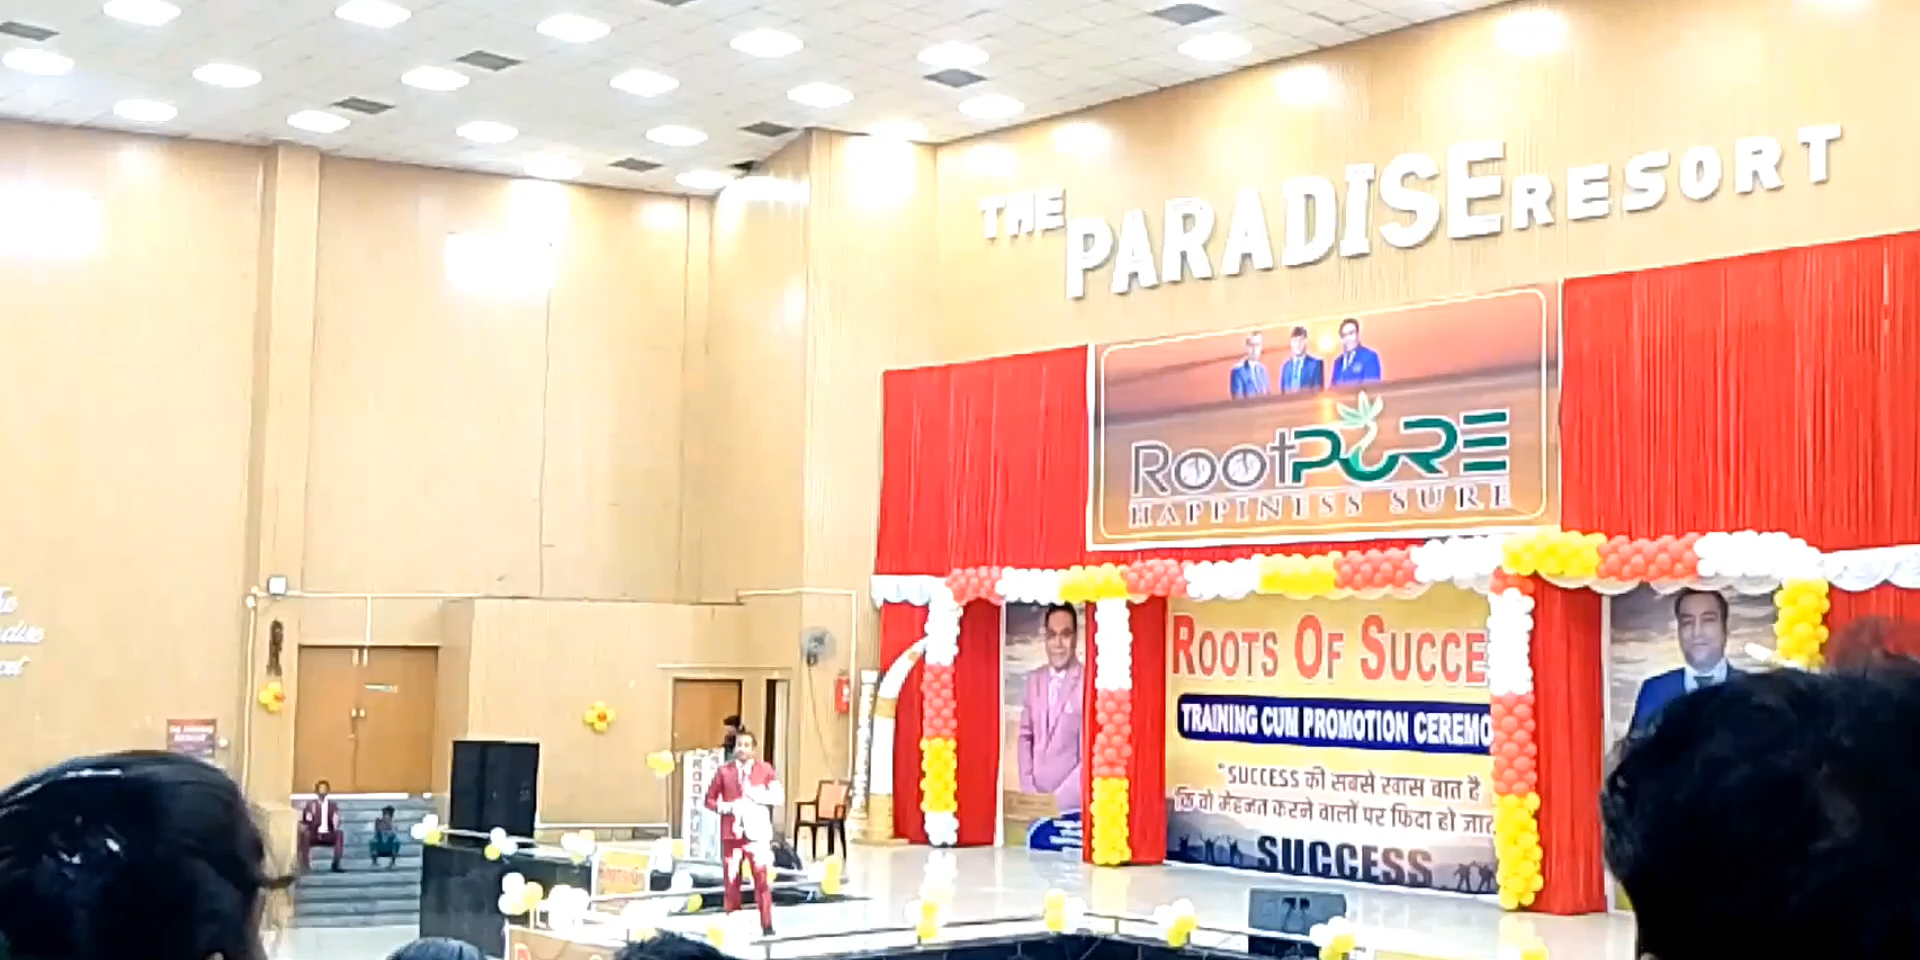 THE PARADISE RESORT
RootPURE
HAPPINESS SURE
ROOTS OF SUCCE
TRAINING CUM PROMOTION CEREMO
"SUCCESS की सबसे खास बात है
कि वो मेहनत करने वालों पर फिदा हो जात
SUCCESS
ROOTPURE